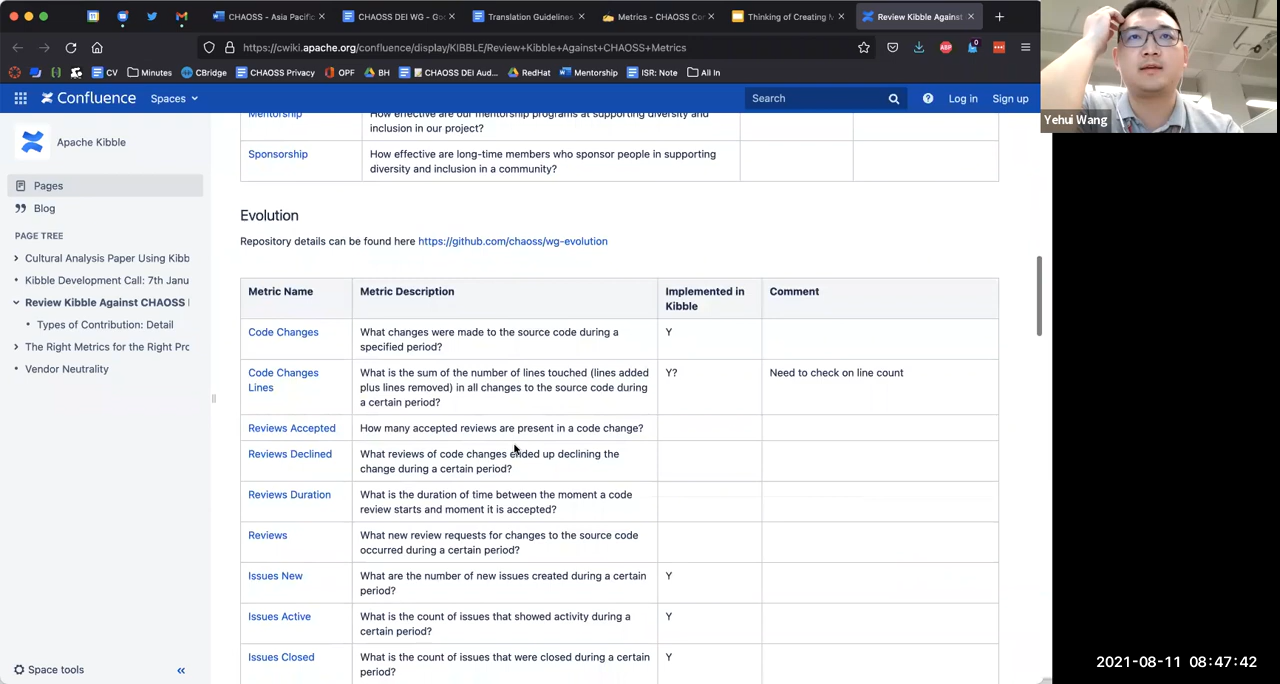 CHAOSS - Asia Pacific
CHAOSS DEI WG - Go
Translation Guidelines
Metrics - CHAOSS Co
Thinking of Creating M
Review Kibble Against
https://cwiki.apache.org/confluence/display/KIBBLE/Review+Kibble+Against+CHAOSS+Metrics
ABP
0
CV
Minutes
CBridge
CHAOSS Privacy
OPF
BH
CHAOSS DEI Aud...
RedHat
Mentorship
ISR: Note
All In
Yehui Wang
Confluence
Spaces
Search
Log in
Sign up
Apache Kibble
Pages
Blog
PAGE TREE
Cultural Analysis Paper Using Kibb
Kibble Development Call: 7th Janu
Review Kibble Against CHAOSS
Types of Contribution: Detail
The Right Metrics for the Right Pro
Vendor Neutrality
Space tools
Mentorship
How effective are our mentorship programs at supporting diversity and
inclusion in our project?
Sponsorship
How effective are long-time members who sponsor people in supporting
diversity and inclusion in a community?
Evolution
Repository details can be found here https://github.com/chaoss/wg-evolution
Metric Name
Metric Description
Implemented in
Kibble
Comment
Code Changes
What changes were made to the source code during a
specified period?
Y
Code Changes
Lines
What is the sum of the number of lines touched (lines added
plus lines removed) in all changes to the source code during
a certain period?
Y?
Need to check on line count
Reviews Accepted
How many accepted reviews are present in a code change?
Reviews Declined
What reviews of code changes ended up declining the
change during a certain period?
Reviews Duration
What is the duration of time between the moment a code
review starts and moment it is accepted?
Reviews
What new review requests for changes to the source code
occurred during a certain period?
Issues New
What are the number of new issues created during a certain
period?
Y
Issues Active
What is the count of issues that showed activity during a
certain period?
Y
Issues Closed
What is the count of issues that were closed during a certain
period?
Y
2021-08-11 08:47:42